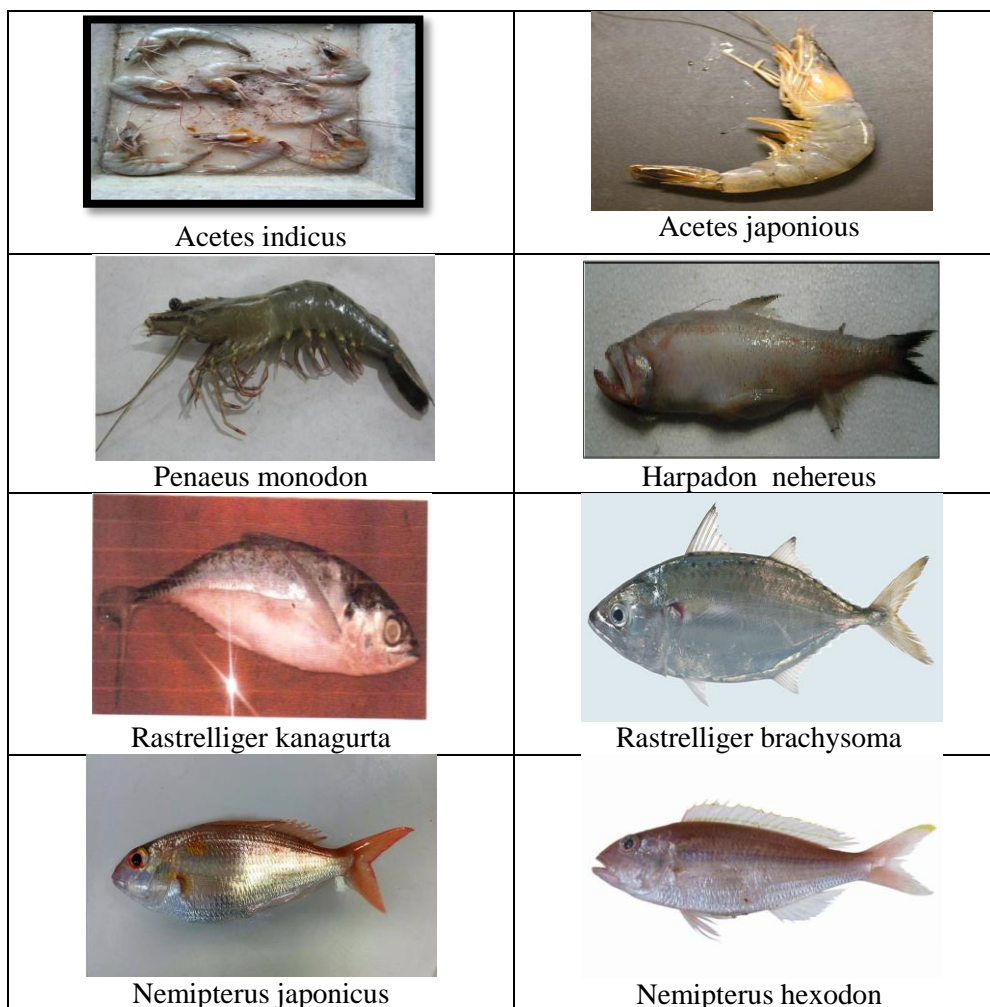 Acetes indicus
Acetes japonious
Penaeus monodon
Harpadon nehereus
Rastrelliger kanagurta
Rastrelliger brachysoma
Nemipterus japonicus
Nemipterus hexodon